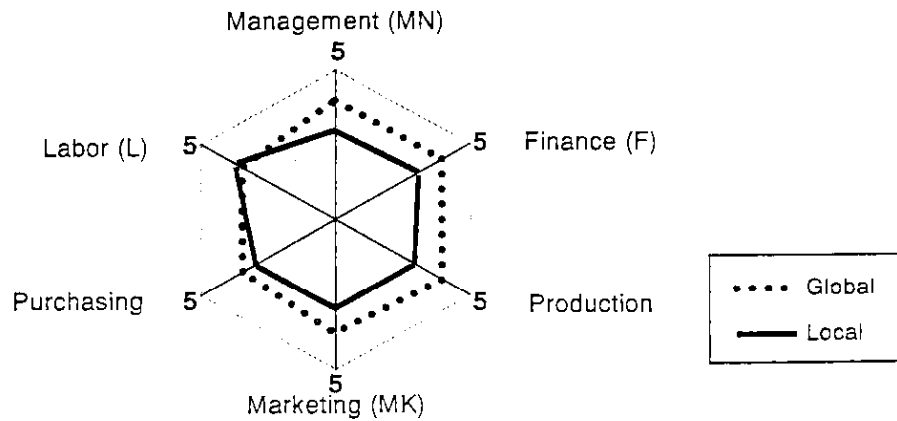 Management (MN)
5
Labor (L)
5
5
Finance (F)
Purchasing
5
5
Production
5
Marketing (MK)
Global
Local